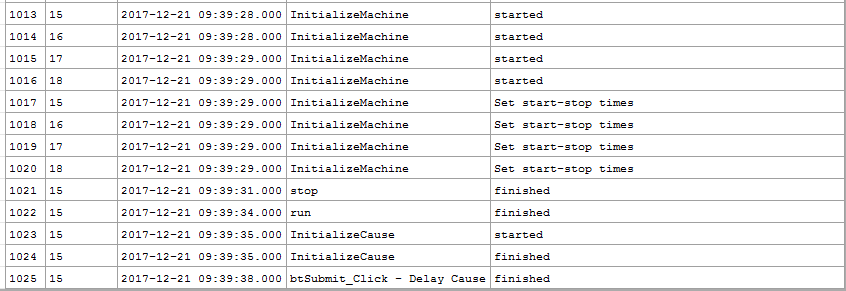 1013 15 2017-12-21 09:39:28.000 InitializeMachine started
1014 16 2017-12-21 09:39:28.000 InitializeMachine started
1015 17 2017-12-21 09:39:29.000 InitializeMachine started
1016 18 2017-12-21 09:39:29.000 InitializeMachine started
1017 15 2017-12-21 09:39:29.000 InitializeMachine Set start-stop times
1018 16 2017-12-21 09:39:29.000 InitializeMachine Set start-stop times
1019 17 2017-12-21 09:39:29.000 InitializeMachine Set start-stop times
1020 18 2017-12-21 09:39:29.000 InitializeMachine Set start-stop times
1021 15 2017-12-21 09:39:31.000 stop finished
1022 15 2017-12-21 09:39:34.000 run finished
1023 15 2017-12-21 09:39:35.000 InitializeCause started
1024 15 2017-12-21 09:39:35.000 InitializeCause finished
1025 15 2017-12-21 09:39:38.000 btSubmit_Click - Delay Cause finished